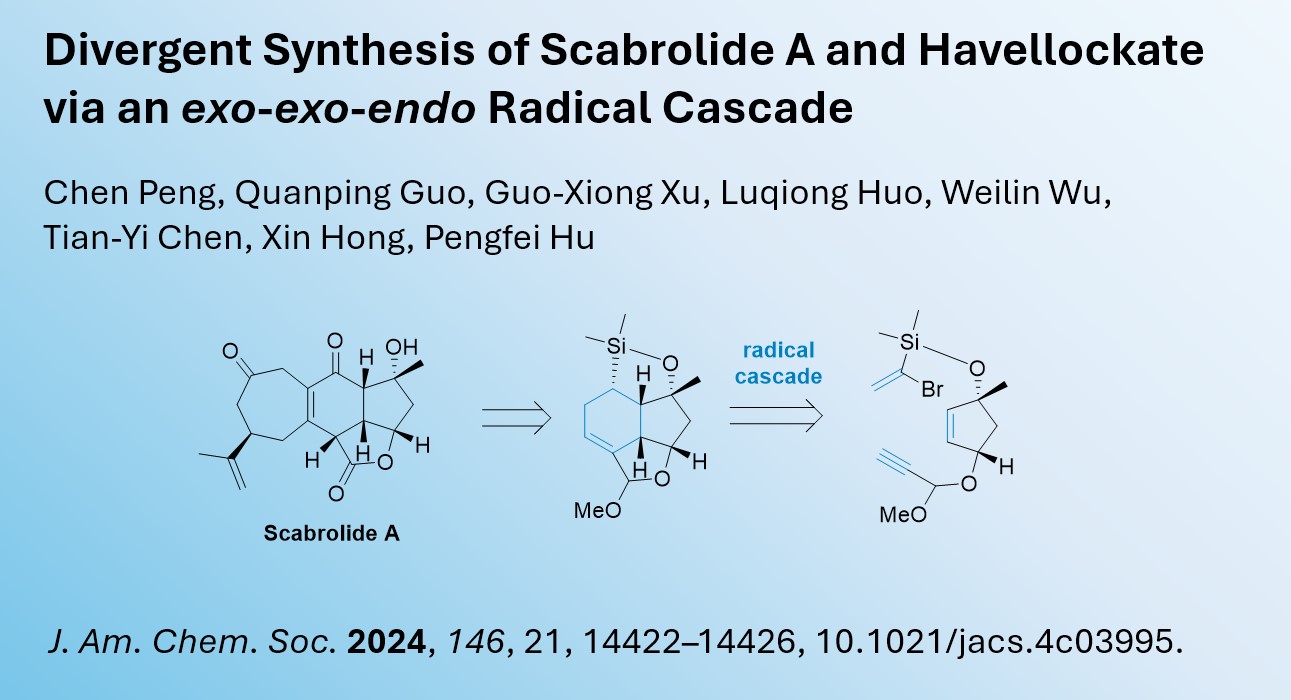 Divergent Synthesis of Scabrolide A and Havellockate
via an exo-exo-endo Radical Cascade
Chen Peng, Quanping Guo, Guo-Xiong Xu, Luqiong Huo, Weilin Wu,
Tian-Yi Chen, Xin Hong, Pengfei Hu
O
O
H
OH
H
H
O
H
O
Scabrolide A
Si
O
H
H
H
O
MeO
radical
cascade
Si
O
Br
H
O
MeO
J. Am. Chem. Soc. 2024, 146, 21, 14422–14426, 10.1021/jacs.4c03995.